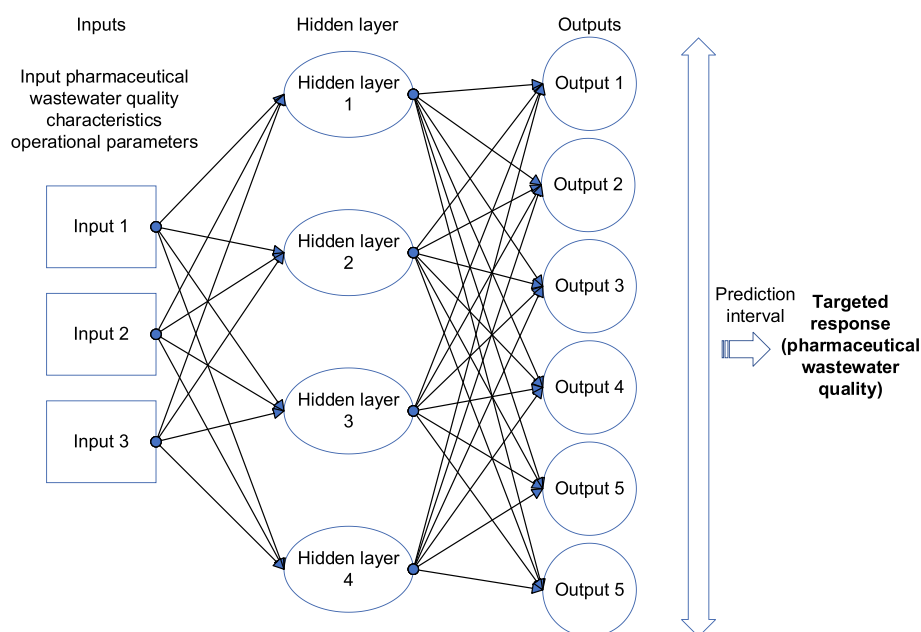 Inputs
Hidden layer
Outputs
Input pharmaceutical
wastewater quality
characteristics
operational parameters
Input 1
Input 2
Input 3
Hidden layer
1
Hidden layer
2
Hidden layer
3
Hidden layer
4
Output 1
Output 2
Output 3
Output 4
Output 5
Output 5
Prediction
interval
Targeted
response
(pharmaceutical
wastewater
quality)